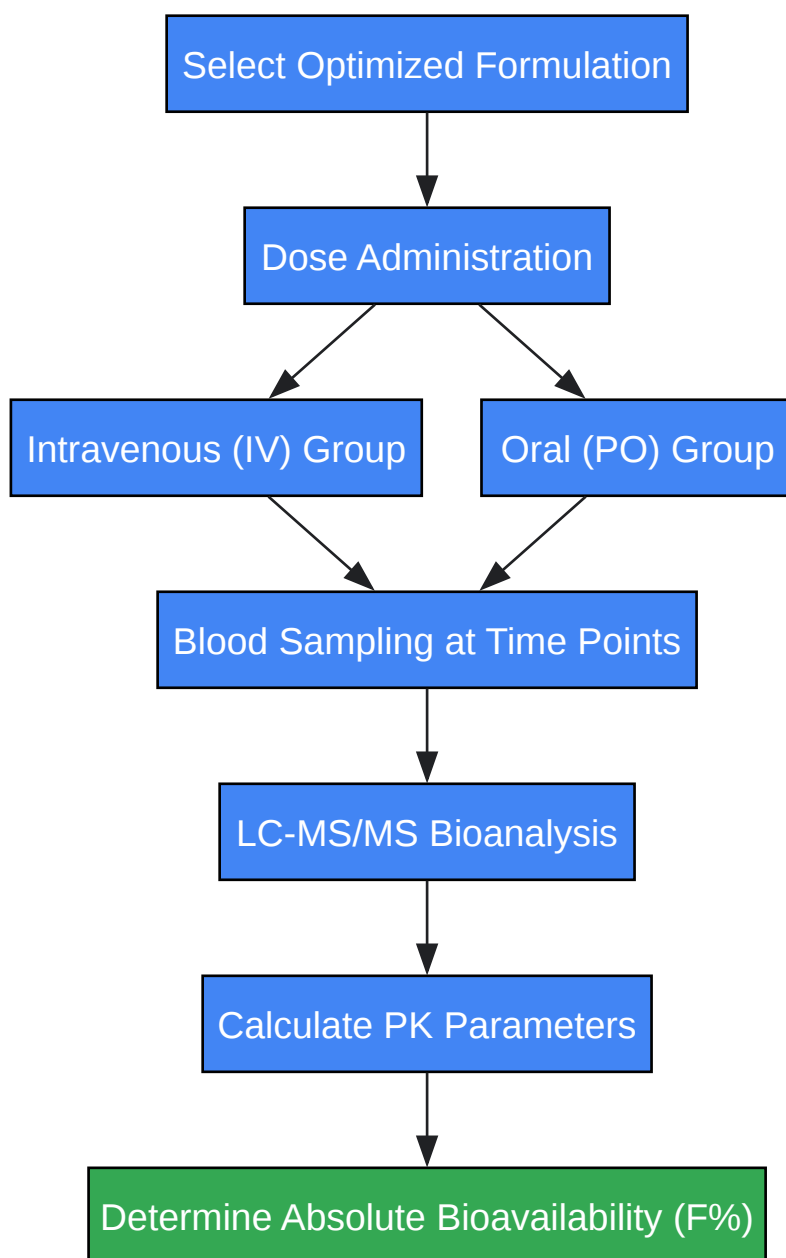 Select Optimized Formulation
Dose Administration
Intravenous (IV) Group
Oral (PO) Group
Blood Sampling at Time Points
LC-MS/MS Bioanalysis
Calculate PK Parameters
Determine Absolute Bioavailability (F%)